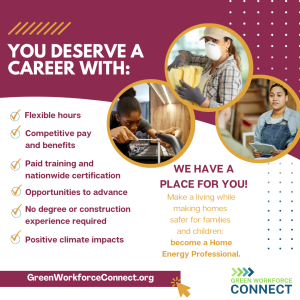 YOU DESERVE A
CAREER WITH:
Flexible hours
Competitive pay
and benefits
Paid training and
nationwide certification
Opportunities to advance
No degree or construction
experience required
Positive climate impacts
WE HAVE A
PLACE FOR YOU!
Make a living while
making homes
safer for families
and children:
become a Home
Energy Professional.
GreenWorkforceConnect.org
GREEN WORKFORCE
CONNECT